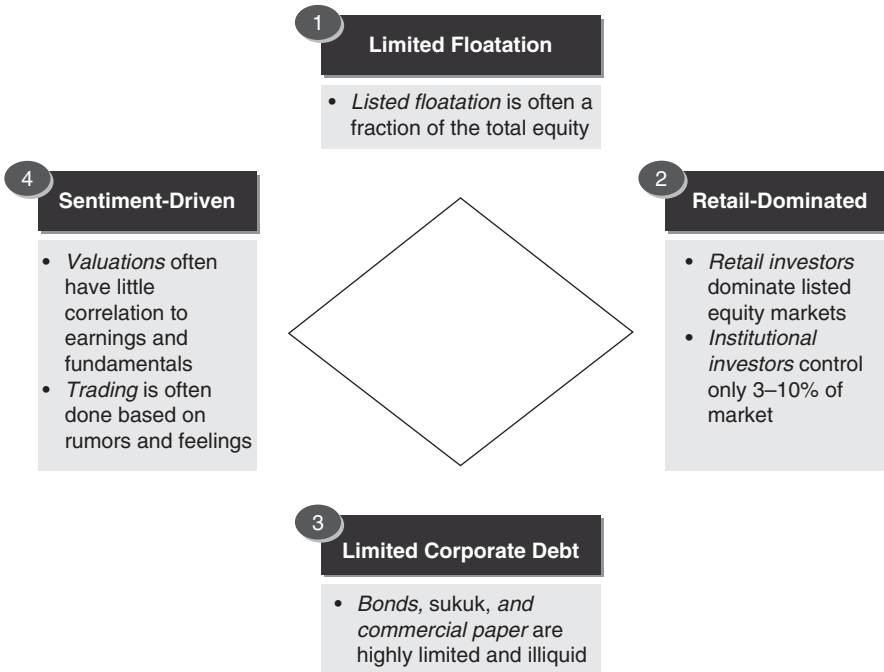 1
Limited Floatation
• Listed floatation is often a
fraction of the total equity
2
Retail-Dominated
• Retail investors
dominate listed
equity markets
• Institutional
investors control
only 3–10% of
market
3
Limited Corporate Debt
• Bonds, sukuk, and
commercial paper are
highly limited and illiquid
4
Sentiment-Driven
• Valuations often
have little
correlation to
earnings and
fundamentals
• Trading is often
done based on
rumors and feelings